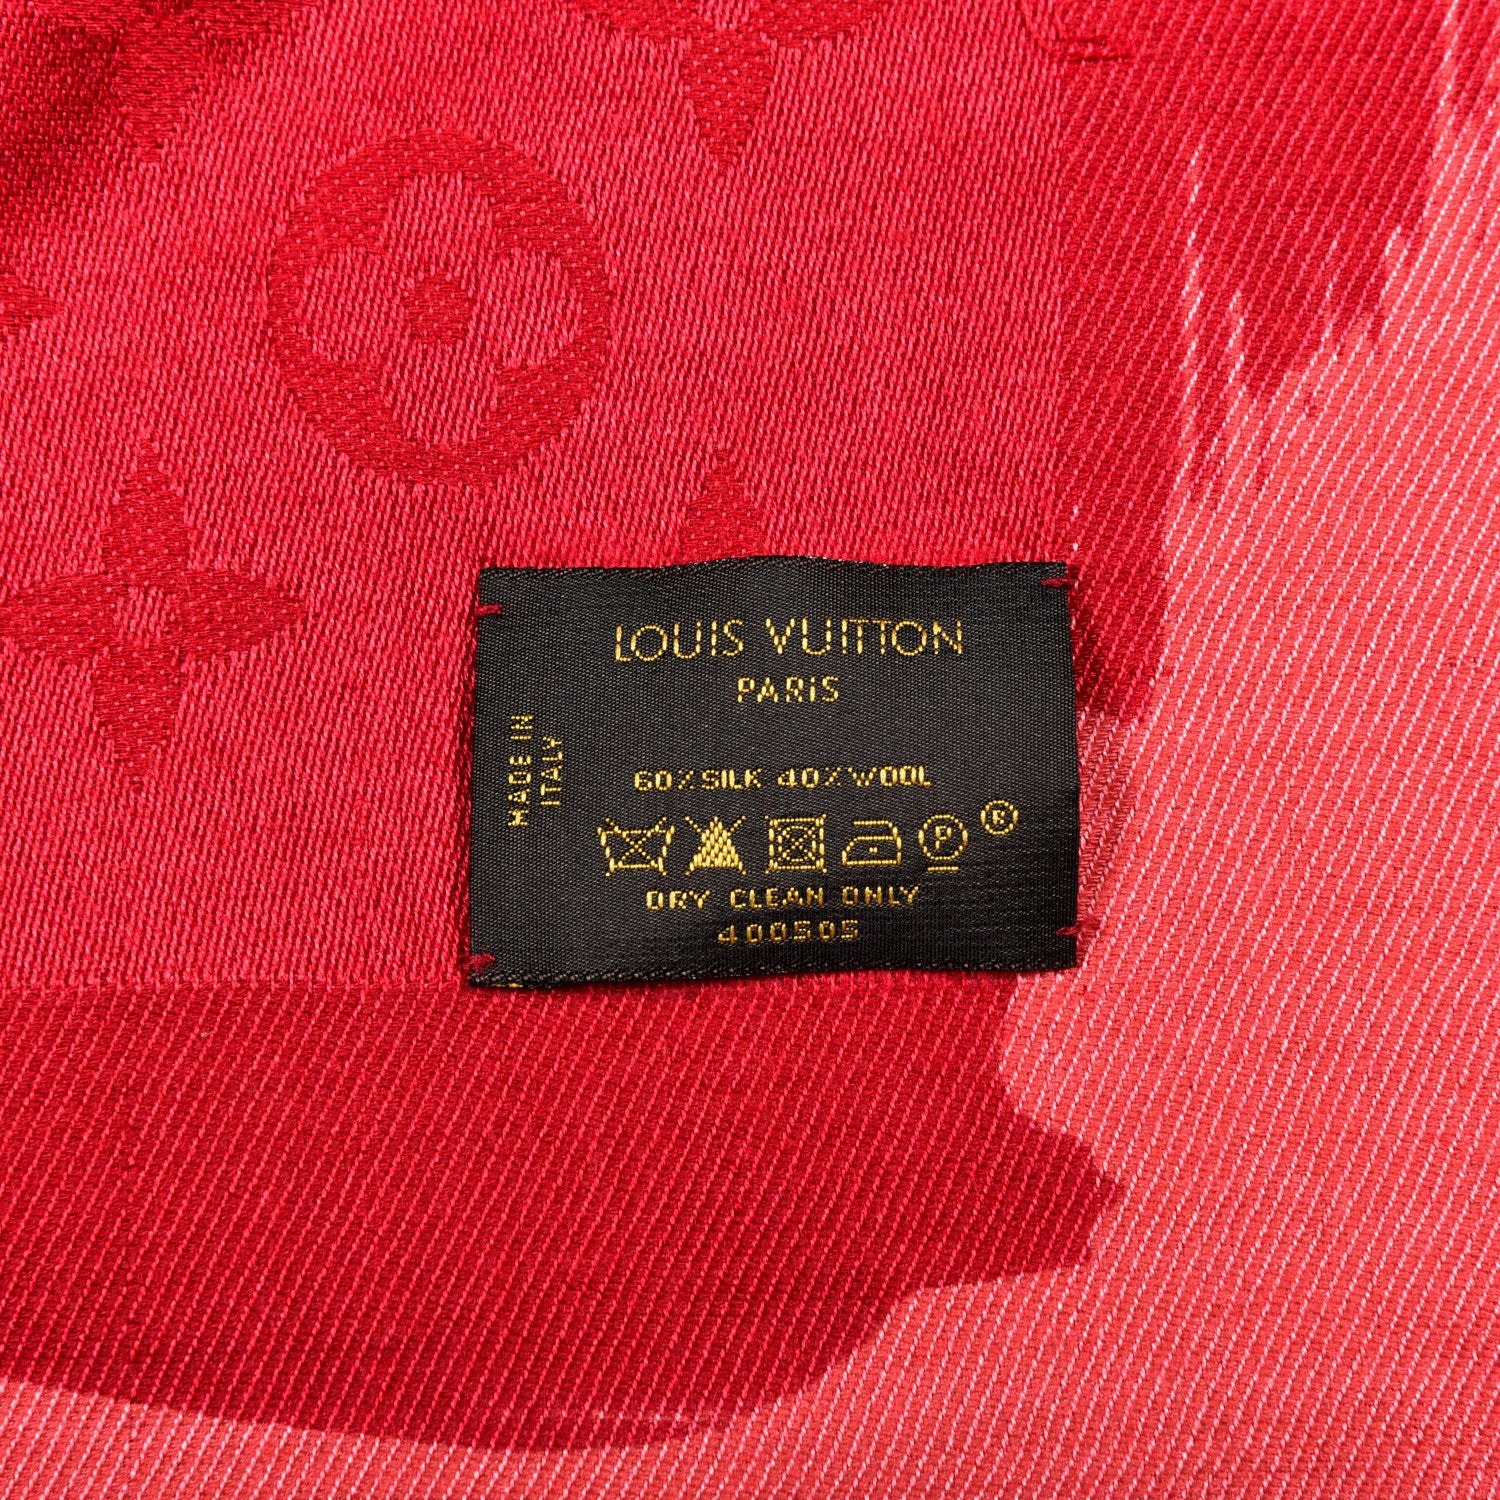 LOUIS VUITTON
PARIS
MADE IN
ITALY
60% SILK 40% WOOL
P
®
DRY CLEAN ONLY
400505